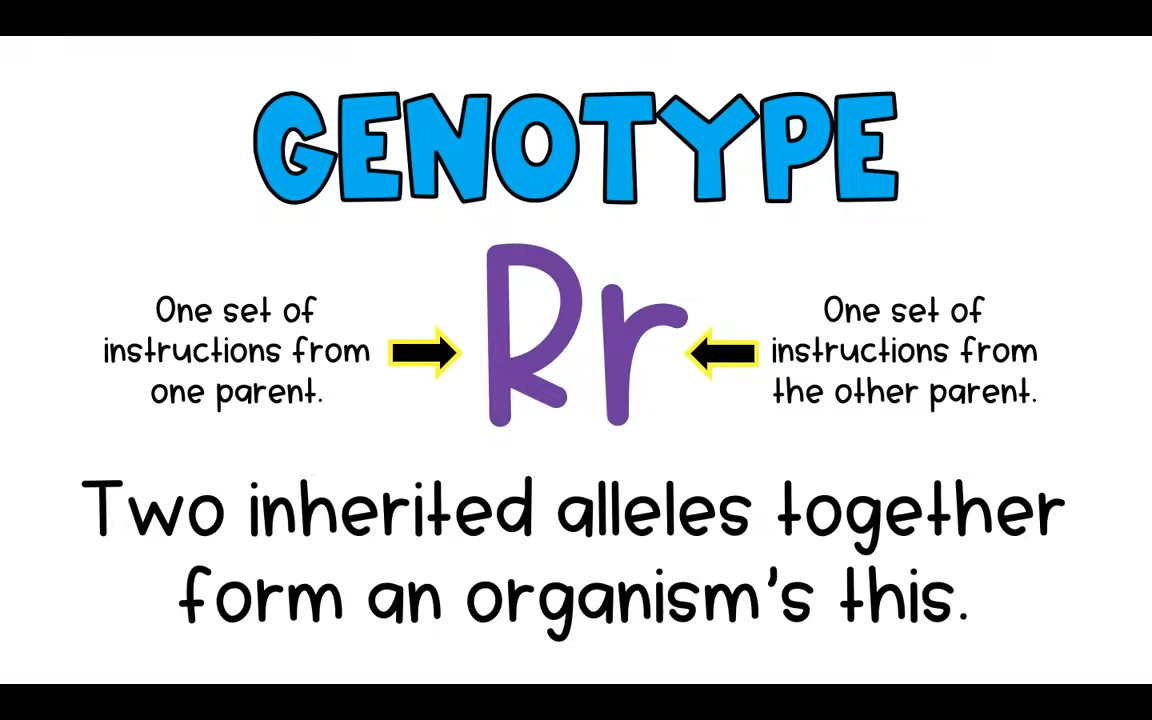 GENOTYPE
One set of
instructions from
one parent.
Rr
One set of
instructions from
the other parent.
Two inherited alleles together
form an organism's this.